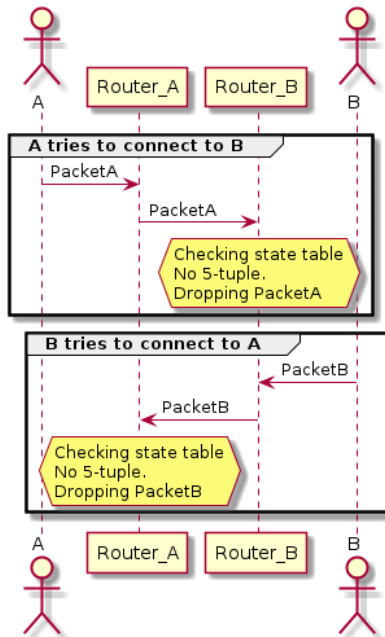 A
Router_A
Router_B
B
A tries to connect to B
PacketA
PacketA
Checking state table
No 5-tuple.
Dropping PacketA
B tries to connect to A
PacketB
PacketB
Checking state table
No 5-tuple.
Dropping PacketB
A
Router_A
Router_B
B